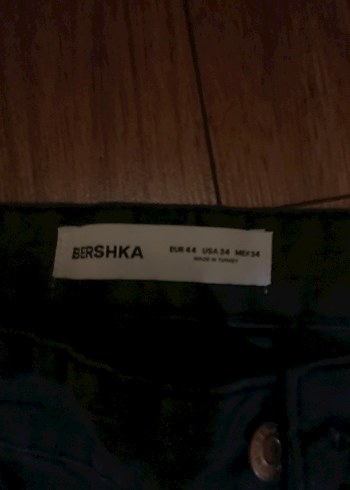 BERSHKA
EUR 44 USA 34 MEX 34
MADE IN TURKEY